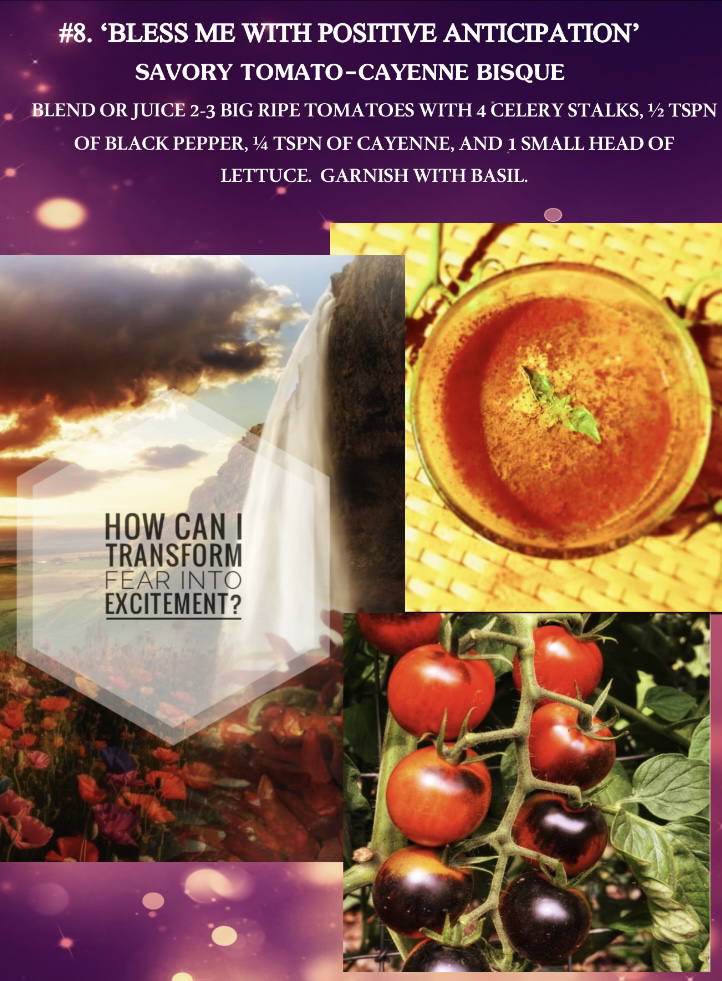 #8. ‘BLESS ME WITH POSITIVE ANTICIPATION’
SAVORY TOMATO-CAYENNE BISQUE
BLEND OR JUICE 2-3 BIG RIPE TOMATOES WITH 4 CELERY STALKS, ½ TSPN
OF BLACK PEPPER, ¼ TSPN OF CAYENNE, AND 1 SMALL HEAD OF
LETTUCE. GARNISH WITH BASIL.
HOW CAN I
TRANSFORM
FEAR INTO
EXCITEMENT?